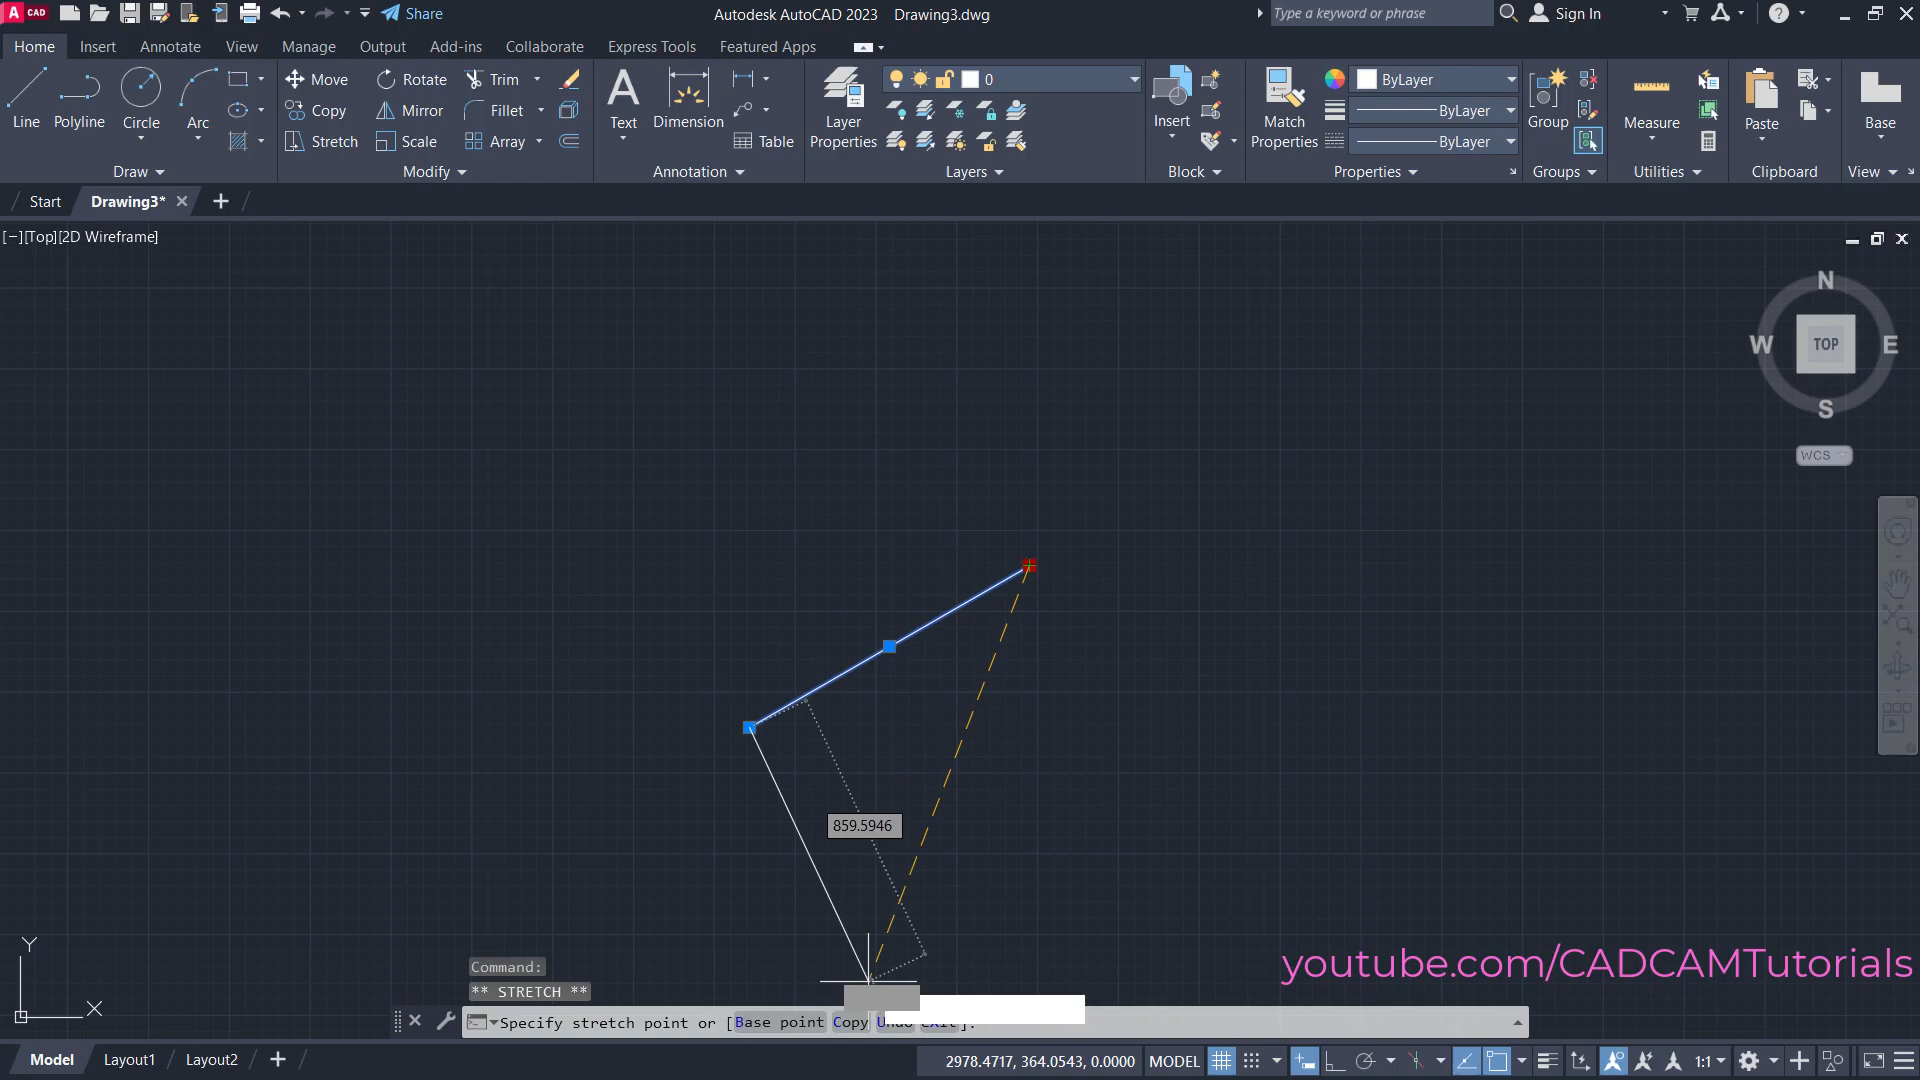 A CAD
Share
Autodesk AutoCAD 2023 Drawing3.dwg
Type a keyword or phrase
Sign In
Home Insert Annotate View Manage Output Add-ins Collaborate Express Tools Featured Apps
Line Polyline Circle Arc
Move Rotate Trim
Copy Mirror Fillet
Stretch Scale Array
Text Dimension
Table
Layer Properties
0
Insert
Match Properties
ByLayer
ByLayer
ByLayer
Group
Measure
Paste
Base
Draw Modify Annotation Layers Block Properties Groups Utilities Clipboard View
Start Drawing3*
[−][Top][2D Wireframe]
N
W TOP E
S
WCS
859.5946
Y
X
youtube.com/CADCAMTutorials
Command:
** STRETCH **
Specify stretch point or [Base point Copy Undo eXit]:
Model Layout1 Layout2
2978.4717, 364.0543, 0.0000 MODEL 1:1